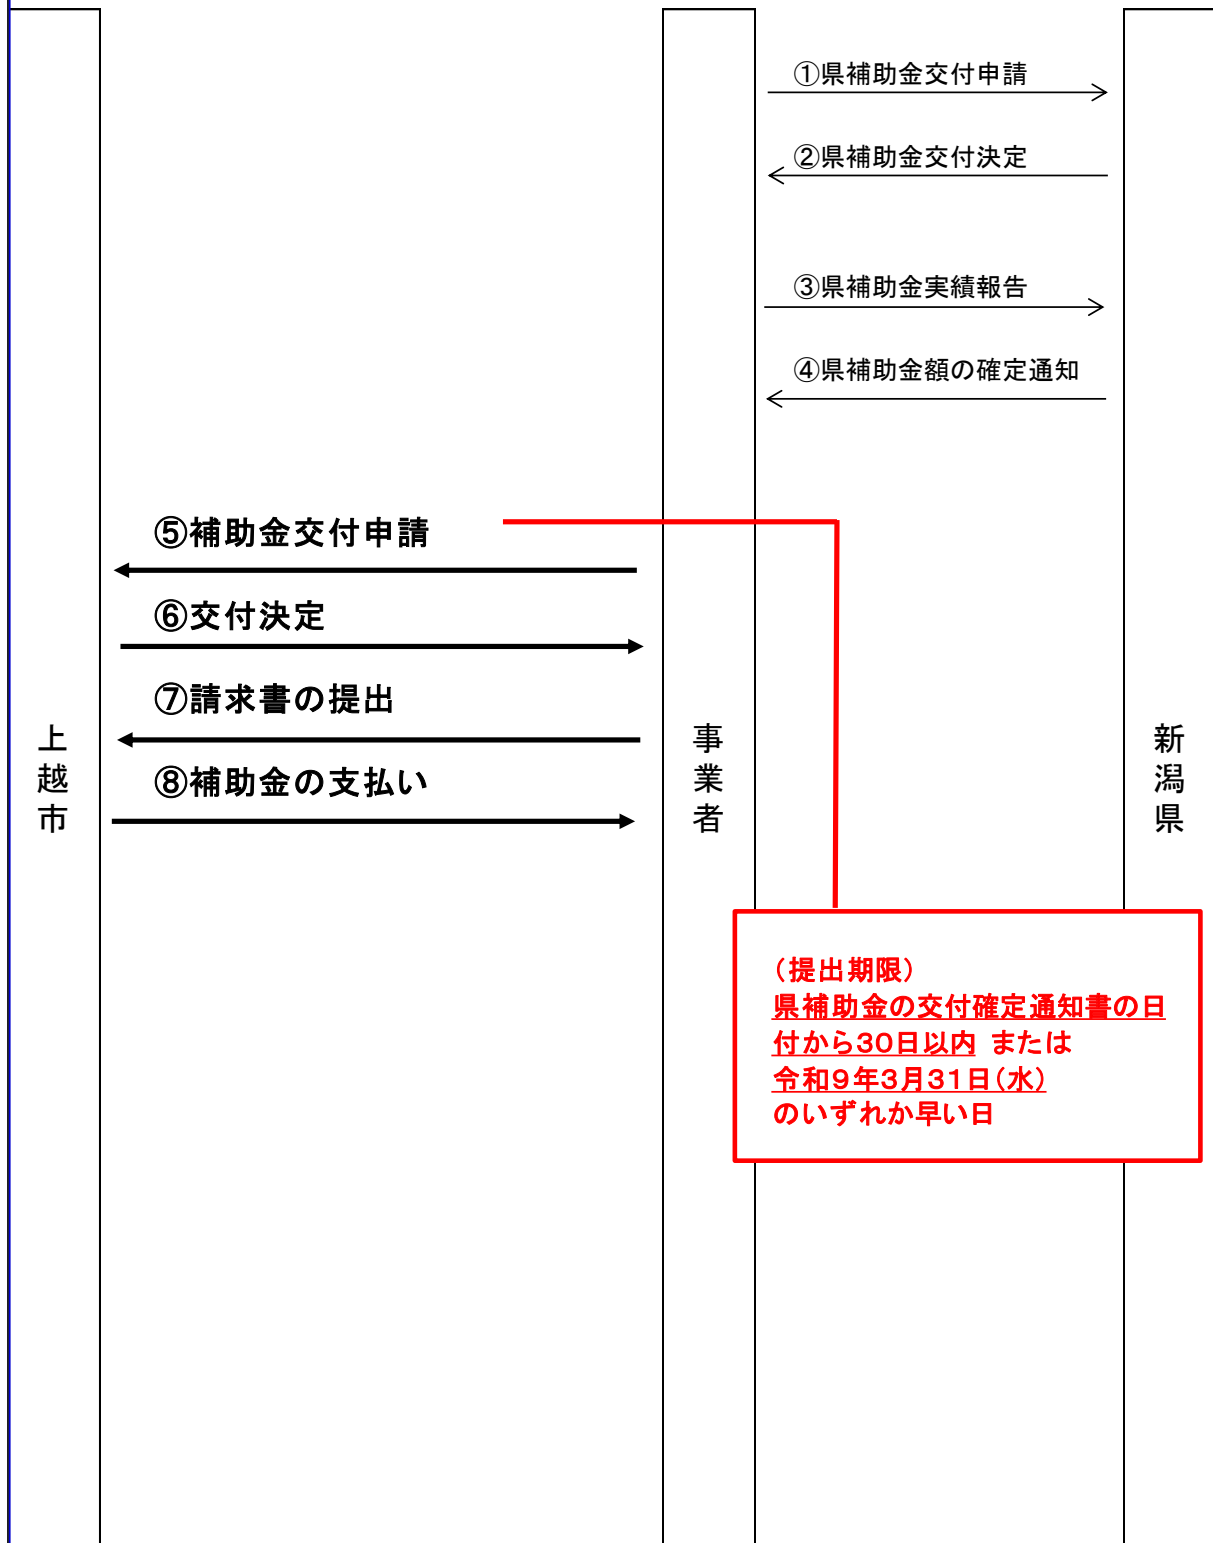 ①県補助金交付申請
②県補助金交付決定
③県補助金実績報告
④県補助金額の確定通知
⑤補助金交付申請
⑥交付決定
⑦請求書の提出
⑧補助金の支払い
上越市
事業者
新潟県
（提出期限）
県補助金の交付確定通知書の日
付から30日以内 または
令和9年3月31日（水）
のいずれか早い日